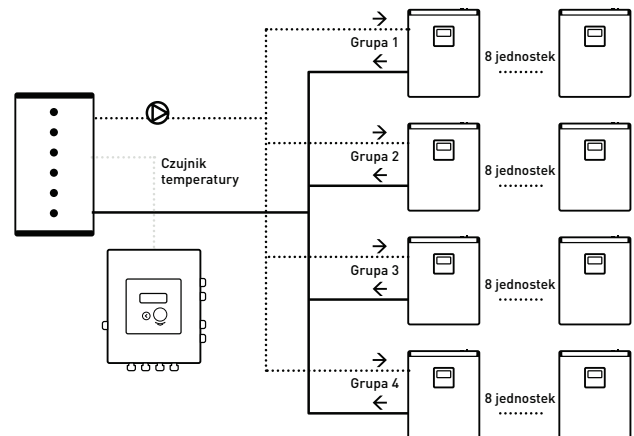 Grupa 1
8 jednostek
Grupa 2
8 jednostek
Czujnik
temperatury
Grupa 3
8 jednostek
Grupa 4
8 jednostek